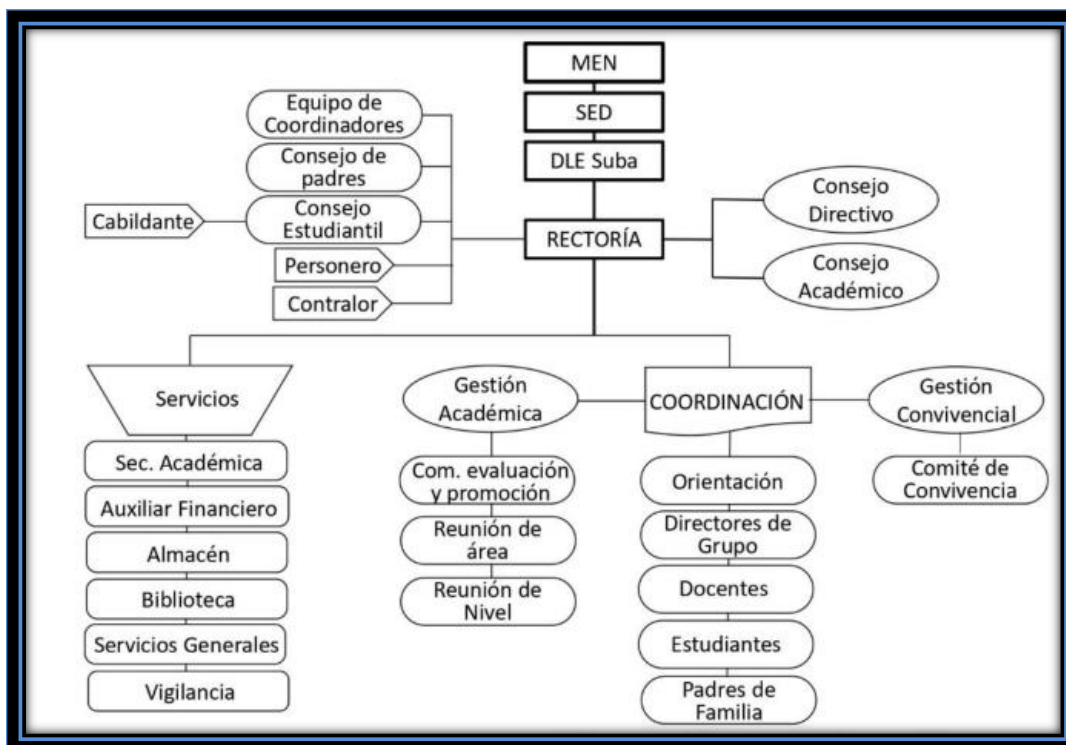 MEN
SED
DLE Suba
RECTORÍA
Equipo de
Coordinadores
Consejo de
padres
Cabildante
Consejo
Estudiantil
Personero
Contralor
Consejo
Directivo
Consejo
Académico
Servicios
Sec. Académica
Auxiliar Financiero
Almacén
Biblioteca
Servicios Generales
Vigilancia
Gestión
Académica
Com. evaluación
y promoción
Reunión de
área
Reunión de
Nivel
COORDINACIÓN
Orientación
Directores de
Grupo
Docentes
Estudiantes
Padres de
Familia
Gestión
Convivencial
Comité de
Convivencia